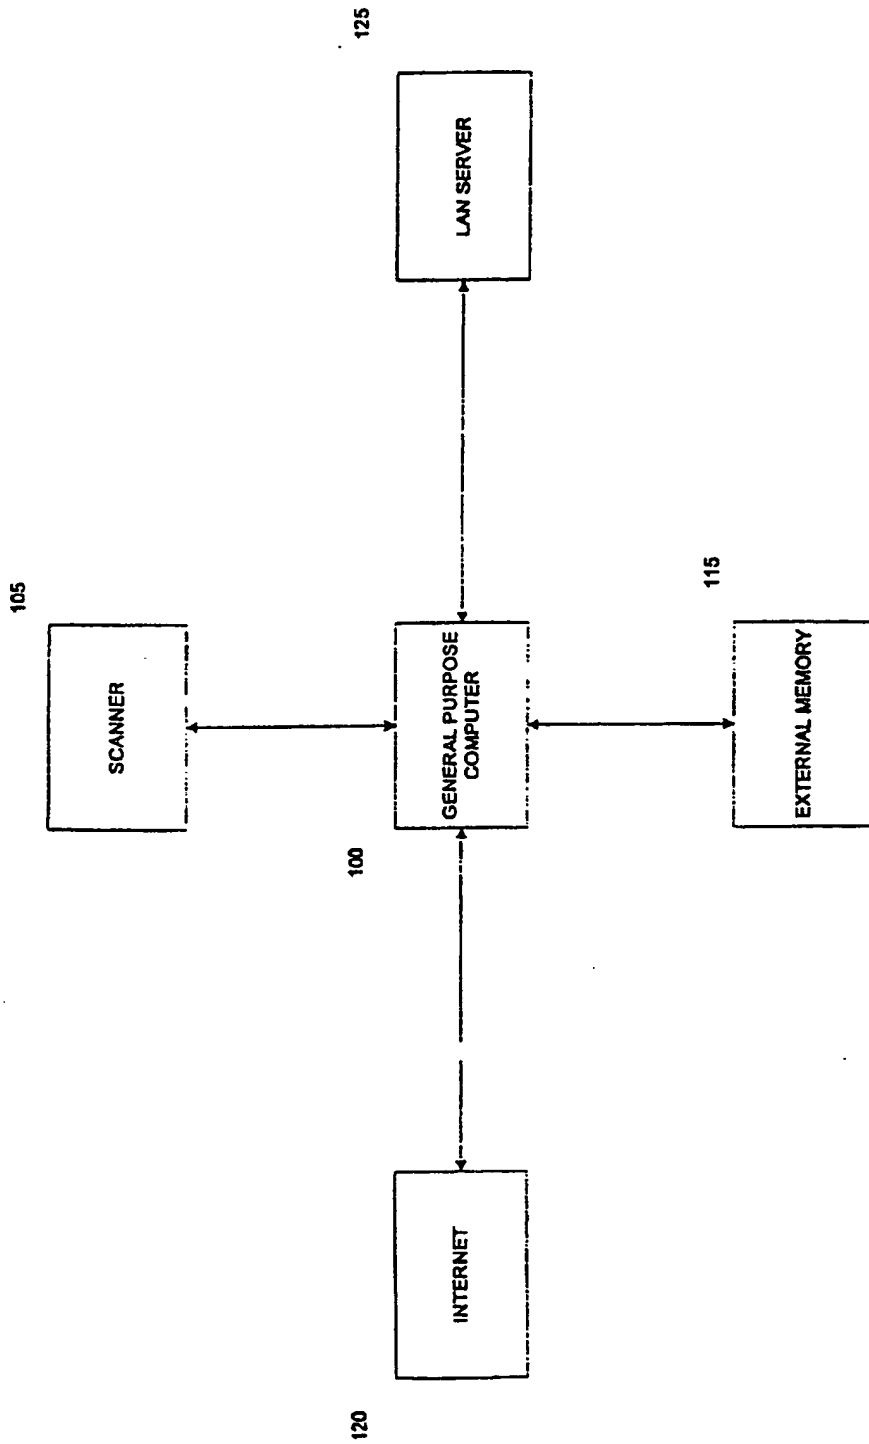 105
SCANNER
120
INTERNET
100
GENERAL PURPOSE
COMPUTER
125
LAN SERVER
115
EXTERNAL MEMORY